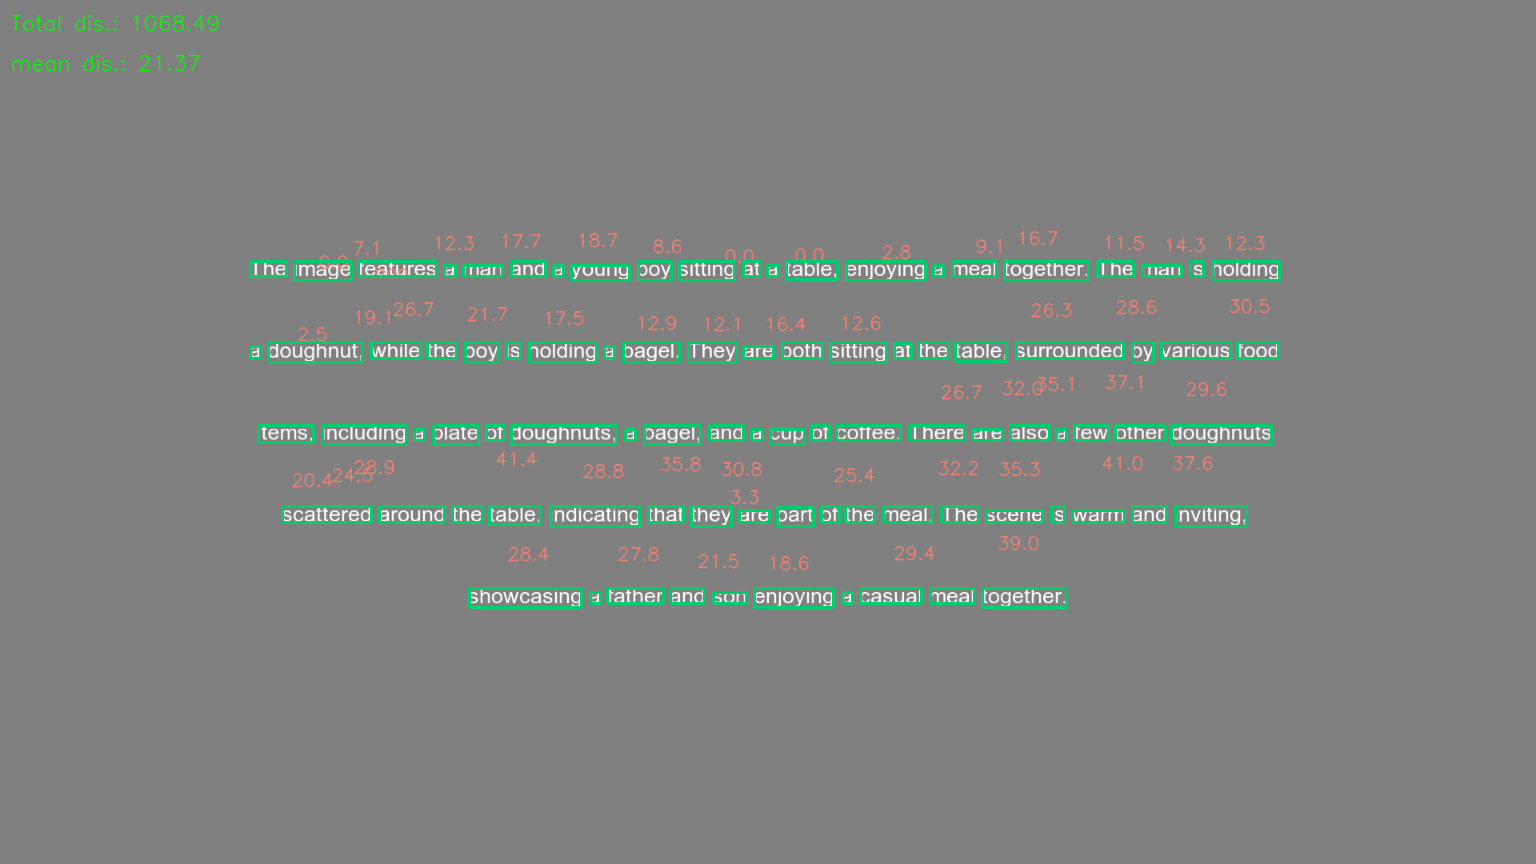 Total dis.: 1068.49
mean dis.: 21.37
7.1 12.3 17.7 18.7 8.6 0.0 0.0 2.8 9.1 16.7 11.5 14.3 12.3
The image features a man and a young boy sitting at a table, enjoying a meal together. The man is holding
2.5 19.1 26.7 21.7 17.5 12.9 12.1 16.4 12.6 26.3 28.6 30.5
a doughnut, while the boy is holding a bagel. They are both sitting at the table, surrounded by various food
26.7 32.0 35.1 37.1 29.6
items, including a plate of doughnuts, a bagel, and a cup of coffee. There are also a few other doughnuts
20.4 24.5 28.9 41.4 28.8 35.8 30.8 25.4 32.2 35.3 41.0 37.6
3.3
scattered around the table, indicating that they are part of the meal. The scene is warm and inviting,
28.4 27.8 21.5 18.6 29.4 39.0
showcasing a father and son enjoying a casual meal together.